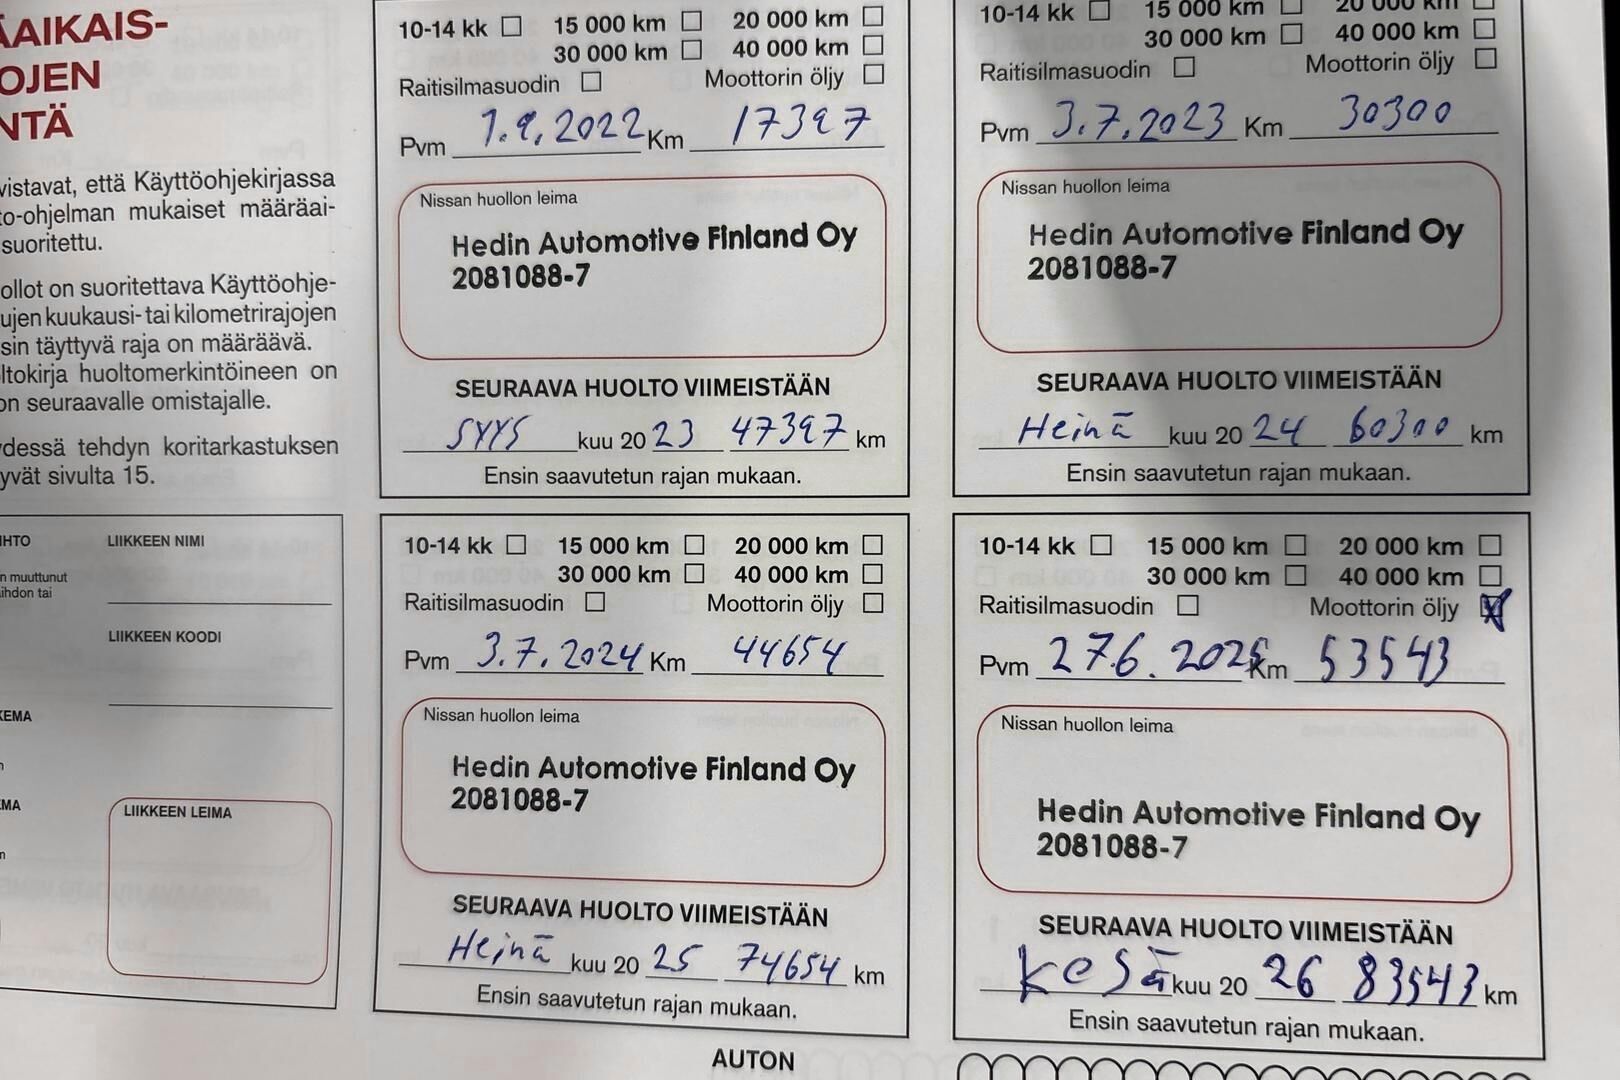 ÄAIKAIS-
OJEN
NTÄ
vistavat, että Käyttöohjekirjassa
to-ohjelman mukaiset määräai-
suoritettu.
ollot on suoritettava Käyttöohje-
ujen kuukausi- tai kilometrirajojen
sin täyttyvä raja on määräävä.
ltokirja huoltomerkintöineen on
on seuraavalle omistajalle.
ydessä tehdyn koritarkastuksen
yvät sivulta 15.
IHTO
n muuttunut
ihdon tai
LIIKKEEN NIMI
LIIKKEEN KOODI
KEMA
n
EMA
n
LIIKKEEN LEIMA
10-14 kk 15 000 km 20 000 km
30 000 km 40 000 km
Raitisilmasuodin Moottorin öljy
Pvm 1.9.2022 Km 17397
Nissan huollon leima
Hedin Automotive Finland Oy
2081088-7
SEURAAVA HUOLTO VIIMEISTÄÄN
SYYS kuu 20 23 47397 km
Ensin saavutetun rajan mukaan.
10-14 kk 15 000 km 20 000 km
30 000 km 40 000 km
Raitisilmasuodin Moottorin öljy
Pvm 3.7.2023 Km 30300
Nissan huollon leima
Hedin Automotive Finland Oy
2081088-7
SEURAAVA HUOLTO VIIMEISTÄÄN
Heinä kuu 20 24 60300 km
Ensin saavutetun rajan mukaan.
10-14 kk 15 000 km 20 000 km
30 000 km 40 000 km
Raitisilmasuodin Moottorin öljy
Pvm 3.7.2024 Km 44654
Nissan huollon leima
Hedin Automotive Finland Oy
2081088-7
SEURAAVA HUOLTO VIIMEISTÄÄN
Heinä kuu 20 25 74654 km
Ensin saavutetun rajan mukaan.
10-14 kk 15 000 km 20 000 km
30 000 km 40 000 km
Raitisilmasuodin Moottorin öljy
Pvm 27.6.2025 Km 53543
Nissan huollon leima
Hedin Automotive Finland Oy
2081088-7
SEURAAVA HUOLTO VIIMEISTÄÄN
Kesä kuu 20 26 83543 km
Ensin saavutetun rajan mukaan.
AUTON